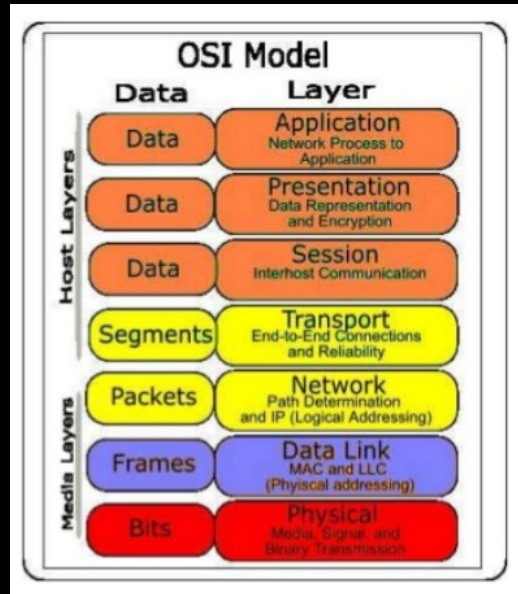 OSI Model
Data Layer
Host Layers
Data Application
Network Process to
Application
Data Presentation
Data Representation
and Encryption
Data Session
Interhost Communication
Segments Transport
End-to-End Connections
and Reliability
Media Layers
Packets Network
Path Determination
and IP (Logical Addressing)
Frames Data Link
MAC and LLC
(Phyiscal addressing)
Bits Physical
Media, Signal, and
Binary Transmission